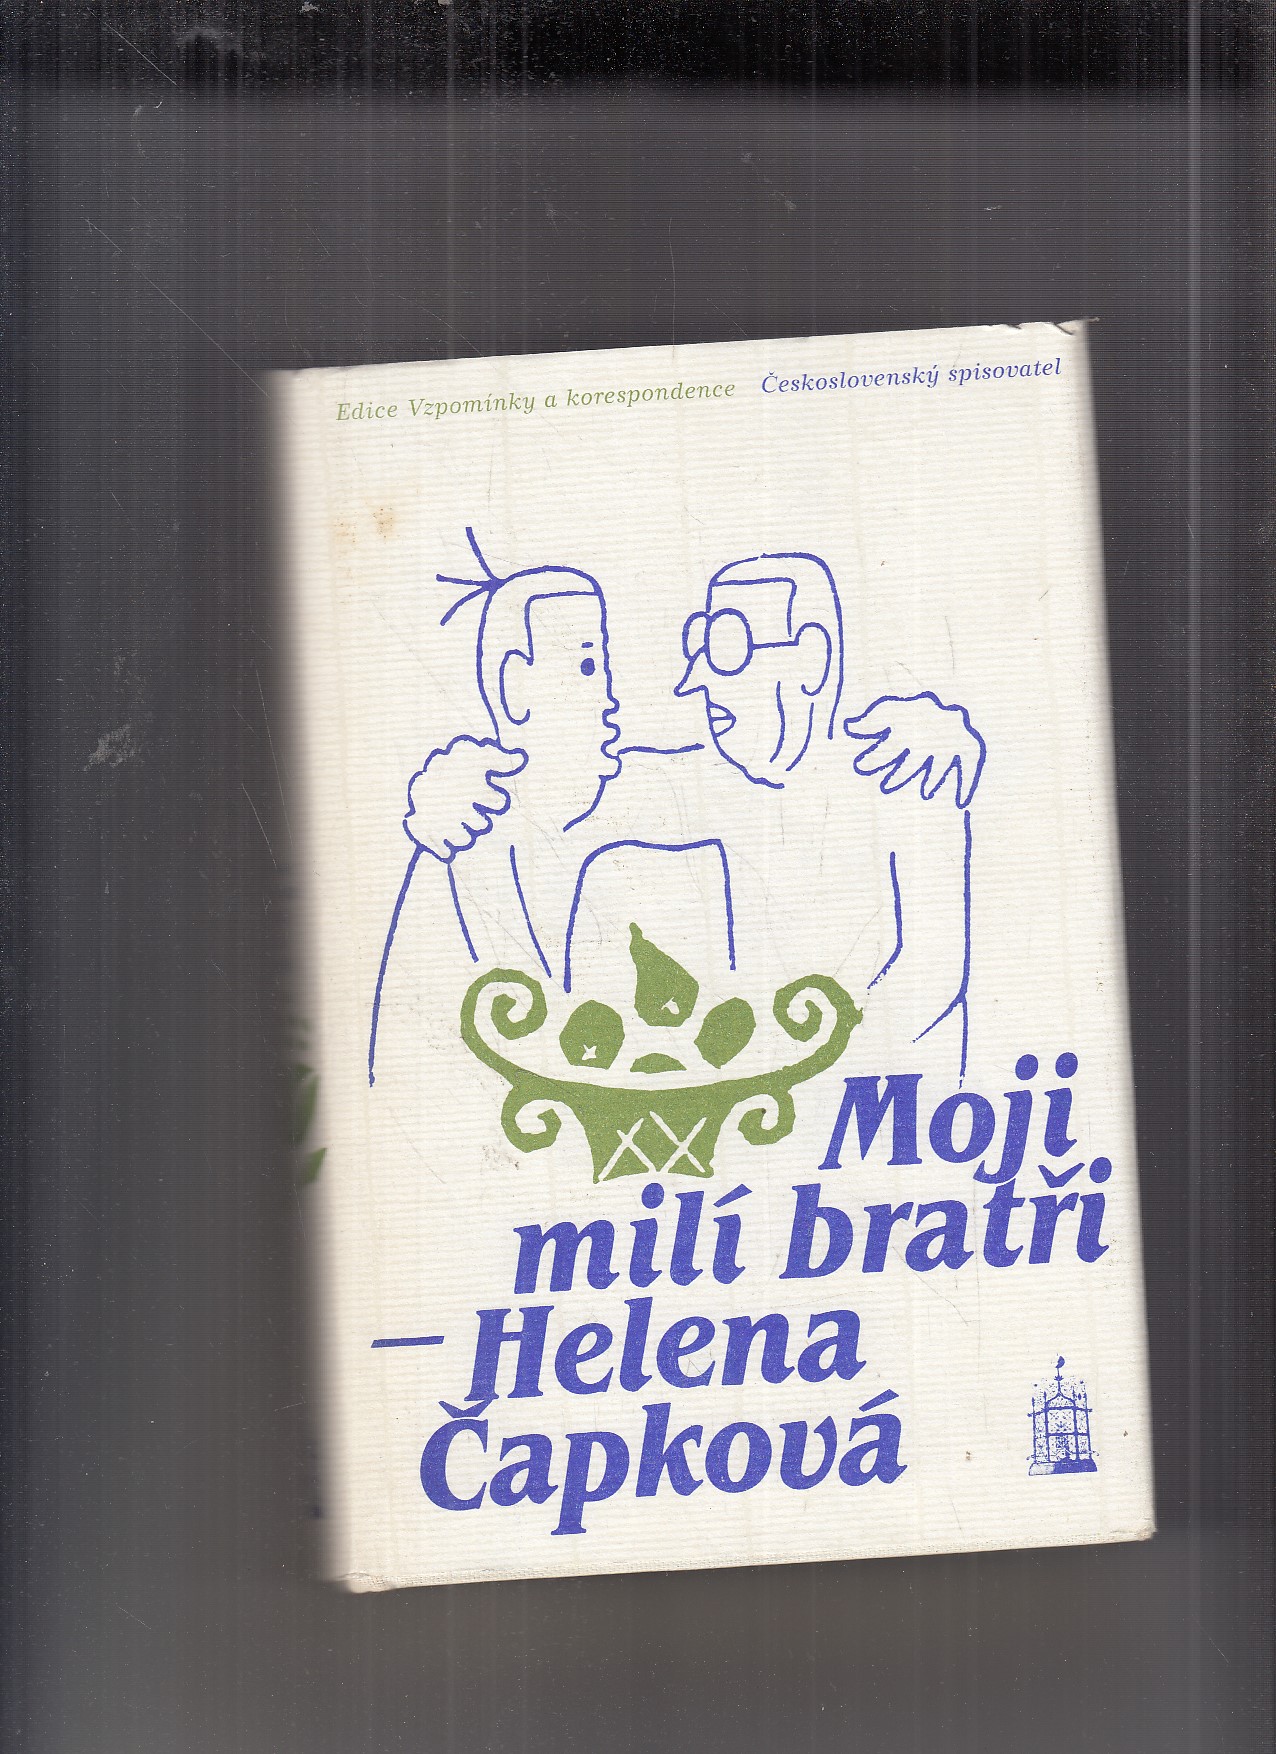 Edice Vzpomínky a korespondence Československý spisovatel
Moji
milí bratři
– Helena
Čapková